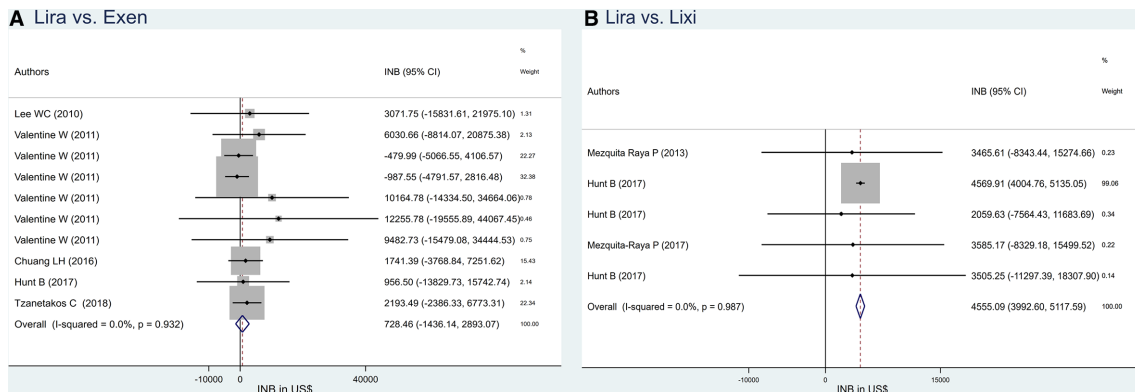 A Lira vs. Exen
%
Authors INB (95% CI) Weight
Lee WC (2010) 3071.75 (-15831.61, 21975.10) 1.31
Valentine W (2011) 6030.66 (-8814.07, 20875.38) 2.13
Valentine W (2011) -479.99 (-5066.55, 4106.57) 22.27
Valentine W (2011) -987.55 (-4791.57, 2816.48) 32.38
Valentine W (2011) 10164.78 (-14334.50, 34664.06) 0.78
Valentine W (2011) 12255.78 (-19555.89, 44067.45) 0.46
Valentine W (2011) 9482.73 (-15479.08, 34444.53) 0.75
Chuang LH (2016) 1741.39 (-3768.84, 7251.62) 15.43
Hunt B (2017) 956.50 (-13829.73, 15742.74) 2.14
Tzanetakos C (2018) 2193.49 (-2386.33, 6773.31) 22.34
Overall (I-squared = 0.0%, p = 0.932) 728.46 (-1436.14, 2893.07) 100.00
-10000 0 40000
INB in US$
B Lira vs. Lixi
%
Authors INB (95% CI) Weight
Mezquita Raya P (2013) 3465.61 (-8343.44, 15274.66) 0.23
Hunt B (2017) 4569.91 (4004.76, 5135.05) 99.06
Hunt B (2017) 2059.63 (-7564.43, 11683.69) 0.34
Mezquita-Raya P (2017) 3585.17 (-8329.18, 15499.52) 0.22
Hunt B (2017) 3505.25 (-11297.39, 18307.90) 0.14
Overall (I-squared = 0.0%, p = 0.987) 4555.09 (3992.60, 5117.59) 100.00
-10000 0 15000
INB in US$